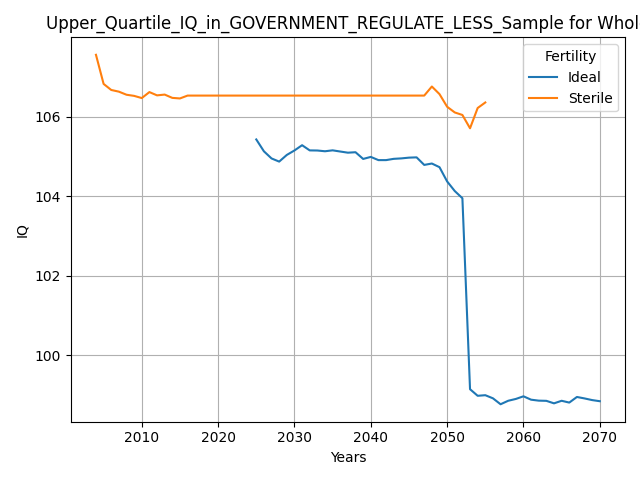 Upper_Quartile_IQ_in_GOVERNMENT_REGULATE_LESS_Sample for Whol
Fertility
Ideal
Sterile
106
104
102
100
IQ
2010 2020 2030 2040 2050 2060 2070
Years